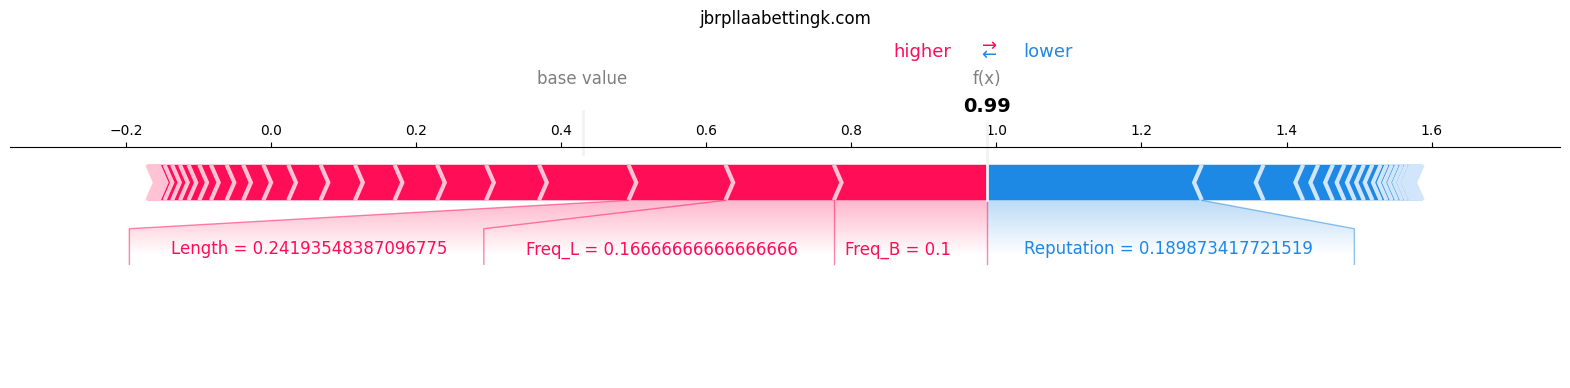 jbrpllaabettingk.com
higher ⇄ lower
base value f(x)
0.99
−0.2 0.0 0.2 0.4 0.6 0.8 1.0 1.2 1.4 1.6
Length = 0.24193548387096775 Freq_L = 0.16666666666666666 Freq_B = 0.1 Reputation = 0.189873417721519